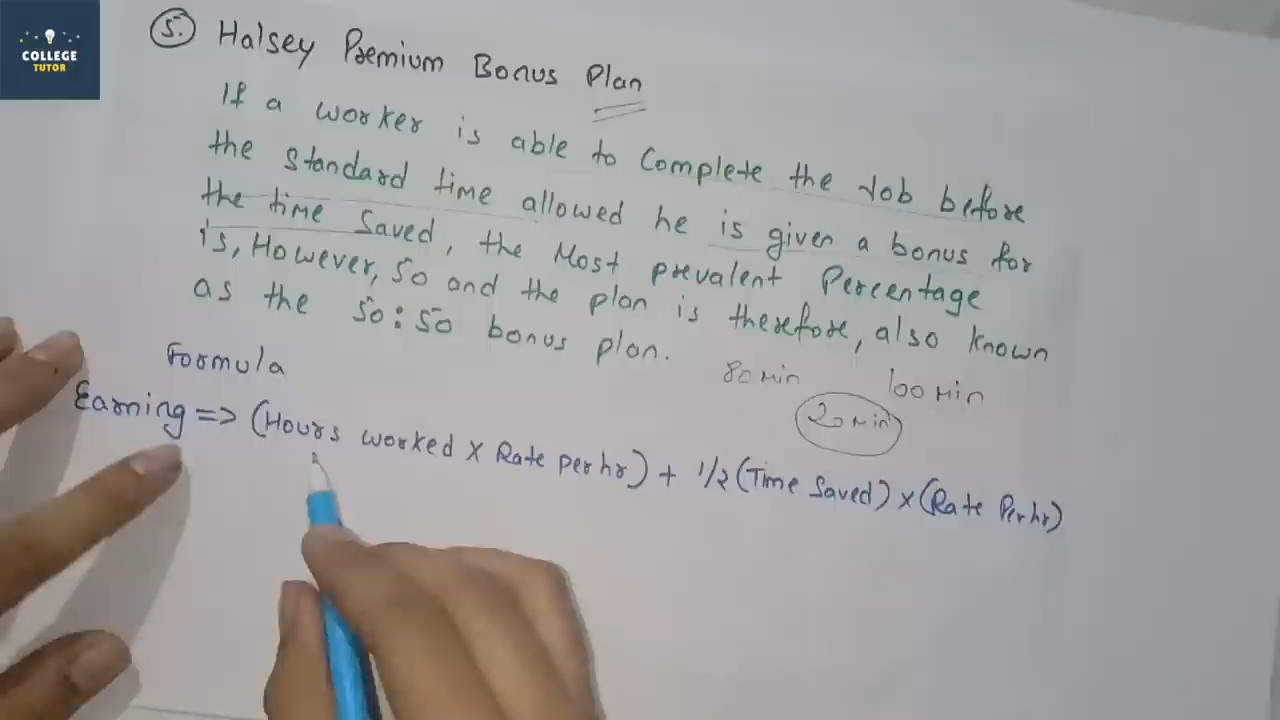 COLLEGE
TUTOR
5. Halsey Premium Bonus Plan
If a worker is able to Complete the Job before
the standard time allowed he is given a bonus for
the time Saved, the Most prevalent Percentage
is, However, 50 and the plan is therefore, also known
as the 50:50 bonus plan.
80 Min 100 Min
20 Min
Formula
Earning => (Hours worked x Rate per hr) + 1/2 (Time Saved) x (Rate Per hr)